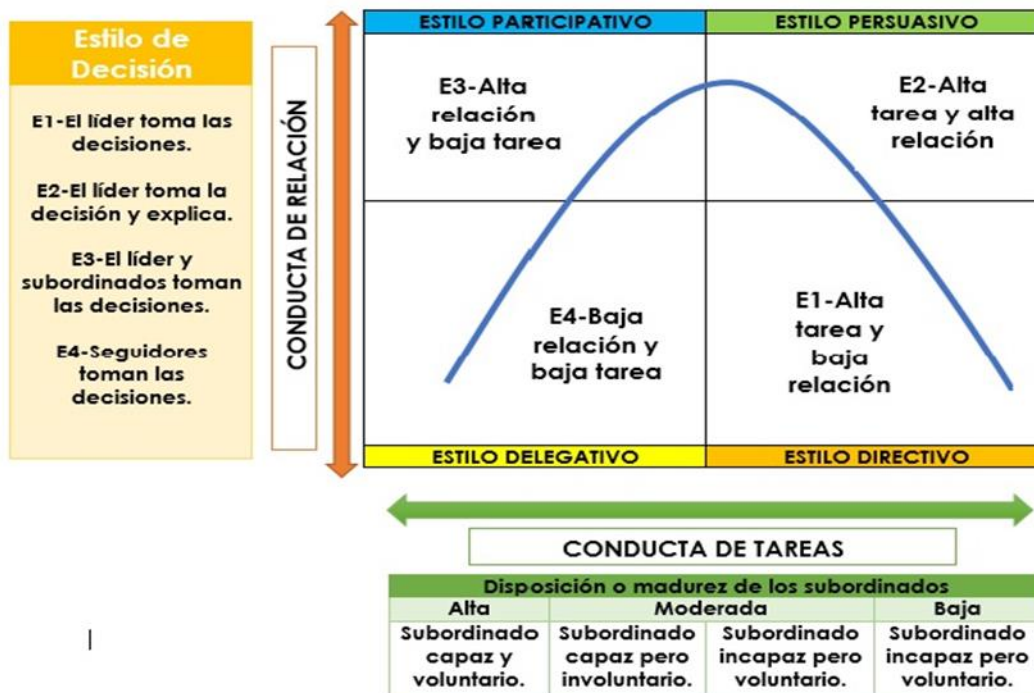 Estilo de
Decisión
E1-El líder toma las
decisiones.
E2-El líder toma la
decisión y explica.
E3-El líder y
subordinados toman
las decisiones.
E4-Seguidores
toman las
decisiones.
CONDUCTA DE RELACIÓN
ESTILO PARTICIPATIVO
ESTILO PERSUASIVO
E3-Alta
relación
y baja tarea
E2-Alta
tarea y alta
relación
E4-Baja
relación y
baja tarea
E1-Alta
tarea y
baja
relación
ESTILO DELEGATIVO
ESTILO DIRECTIVO
CONDUCTA DE TAREAS
Disposición o madurez de los subordinados
Alta
Moderada
Baja
Subordinado
capaz y
voluntario.
Subordinado
capaz pero
involuntario.
Subordinado
incapaz pero
voluntario.
Subordinado
incapaz pero
voluntario.